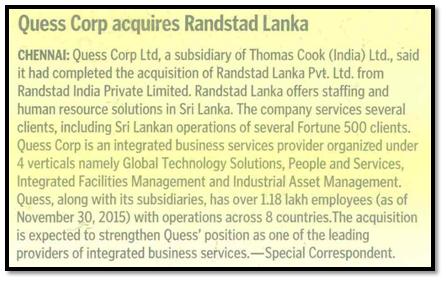 Quess Corp acquires Randstad Lanka
CHENNAI: Quess Corp Ltd, a subsidiary of Thomas Cook (India) Ltd., said
it had completed the acquisition of Randstad Lanka Pvt. Ltd. from
Randstad India Private Limited. Randstad Lanka offers staffing and
human resource solutions in Sri Lanka. The company services several
clients, including Sri Lankan operations of several Fortune 500 clients.
Quess Corp is an integrated business services provider organized under
4 verticals namely Global Technology Solutions, People and Services,
Integrated Facilities Management and Industrial Asset Management.
Quess, along with its subsidiaries, has over 1.18 lakh employees (as of
November 30, 2015) with operations across 8 countries.The acquisition
is expected to strengthen Quess’ position as one of the leading
providers of integrated business services.—Special Correspondent.